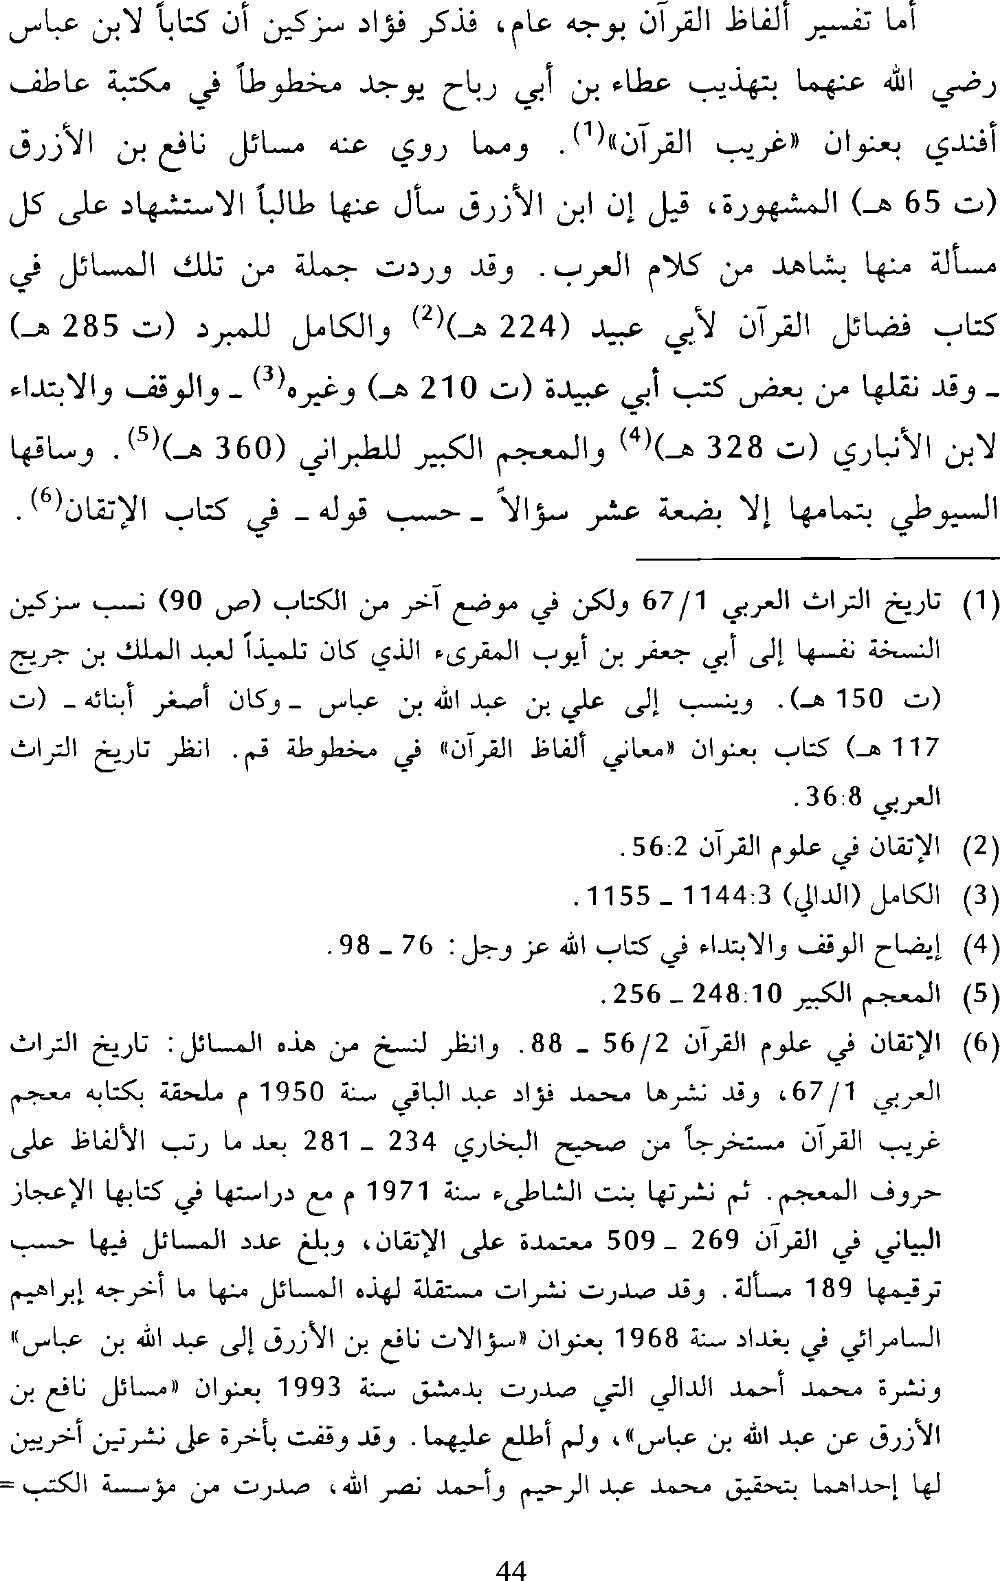 أما تفسير ألفاظ القرآن بوجه عام، فذكر فؤاد سزكين أن كتاباً لابن عباس
رضي الله عنهما بتهذيب عطاء بن أبي رباح يوجد مخطوطاً في مكتبة عاطف
أفندي بعنوان «غريب القرآن»(1). ومما روي عنه مسائل نافع بن الأزرق
(ت 65 هـ) المشهورة، قيل إن ابن الأزرق سأل عنها طالباً الاستشهاد على كل
مسألة منها بشاهد من كلام العرب. وقد وردت جملة من تلك المسائل في
كتاب فضائل القرآن لأبي عبيد (224 هـ)(2) والكامل للمبرد (ت 285 هـ)
ـ وقد نقلها من بعض كتب أبي عبيدة (ت 210 هـ) وغيره(3) ـ والوقف والابتداء
لابن الأنباري (ت 328 هـ)(4) والمعجم الكبير للطبراني (360 هـ)(5). وساقها
السيوطي بتمامها إلا بضعة عشر سؤالاً ـ حسب قوله ـ في كتاب الإتقان(6).
(1) تاريخ التراث العربي 67/1 ولكن في موضع آخر من الكتاب (ص 90) نسب سزكين
النسخة نفسها إلى أبي جعفر بن أيوب المقرىء الذي كان تلميذاً لعبد الملك بن جريج
(ت 150 هـ). وينسب إلى علي بن عبد الله بن عباس ـ وكان أصغر أبنائه ـ (ت
117 هـ) كتاب بعنوان «معاني ألفاظ القرآن» في مخطوطة قم. انظر تاريخ التراث
العربي 36:8.
(2) الإتقان في علوم القرآن 56:2.
(3) الكامل (الدالي) 1144:3 ـ 1155.
(4) إيضاح الوقف والابتداء في كتاب الله عز وجل: 76 ـ 98.
(5) المعجم الكبير 248:10 ـ 256.
(6) الإتقان في علوم القرآن 56/2 ـ 88. وانظر لنسخ من هذه المسائل: تاريخ التراث
العربي 67/1، وقد نشرها محمد فؤاد عبد الباقي سنة 1950 م ملحقة بكتابه معجم
غريب القرآن مستخرجاً من صحيح البخاري 234 ـ 281 بعد ما رتب الألفاظ على
حروف المعجم. ثم نشرتها بنت الشاطىء سنة 1971 م مع دراستها في كتابها الإعجاز
البياني في القرآن 269 ـ 509 معتمدة على الإتقان، وبلغ عدد المسائل فيها حسب
ترقيمها 189 مسألة. وقد صدرت نشرات مستقلة لهذه المسائل منها ما أخرجه إبراهيم
السامرائي في بغداد سنة 1968 بعنوان «سؤالات نافع بن الأزرق إلى عبد الله بن عباس»
ونشرة محمد أحمد الدالي التي صدرت بدمشق سنة 1993 بعنوان «مسائل نافع بن
الأزرق عن عبد الله بن عباس»، ولم أطلع عليهما. وقد وقفت بأخرة على نشرتين أخريين
لها إحداهما بتحقيق محمد عبد الرحيم وأحمد نصر الله، صدرت من مؤسسة الكتب =
44